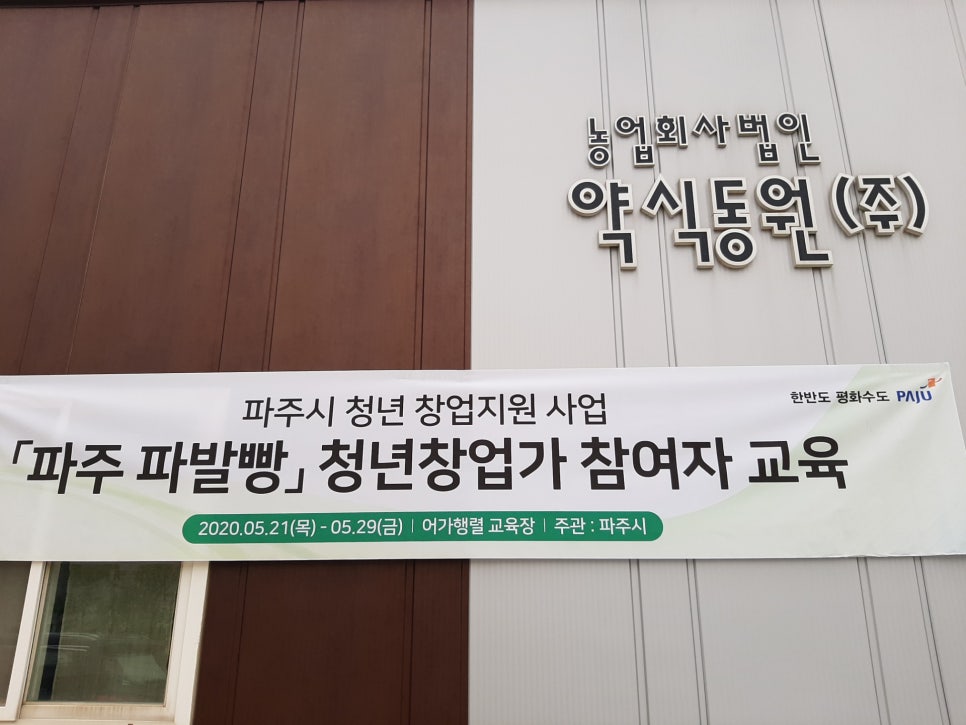 농업회사법인
약식동원(주)
한반도 평화수도 PAJU
파주시 청년 창업지원 사업
「파주 파발빵」 청년창업가 참여자 교육
2020.05.21(목) - 05.29(금) | 어가행렬 교육장 | 주관 : 파주시